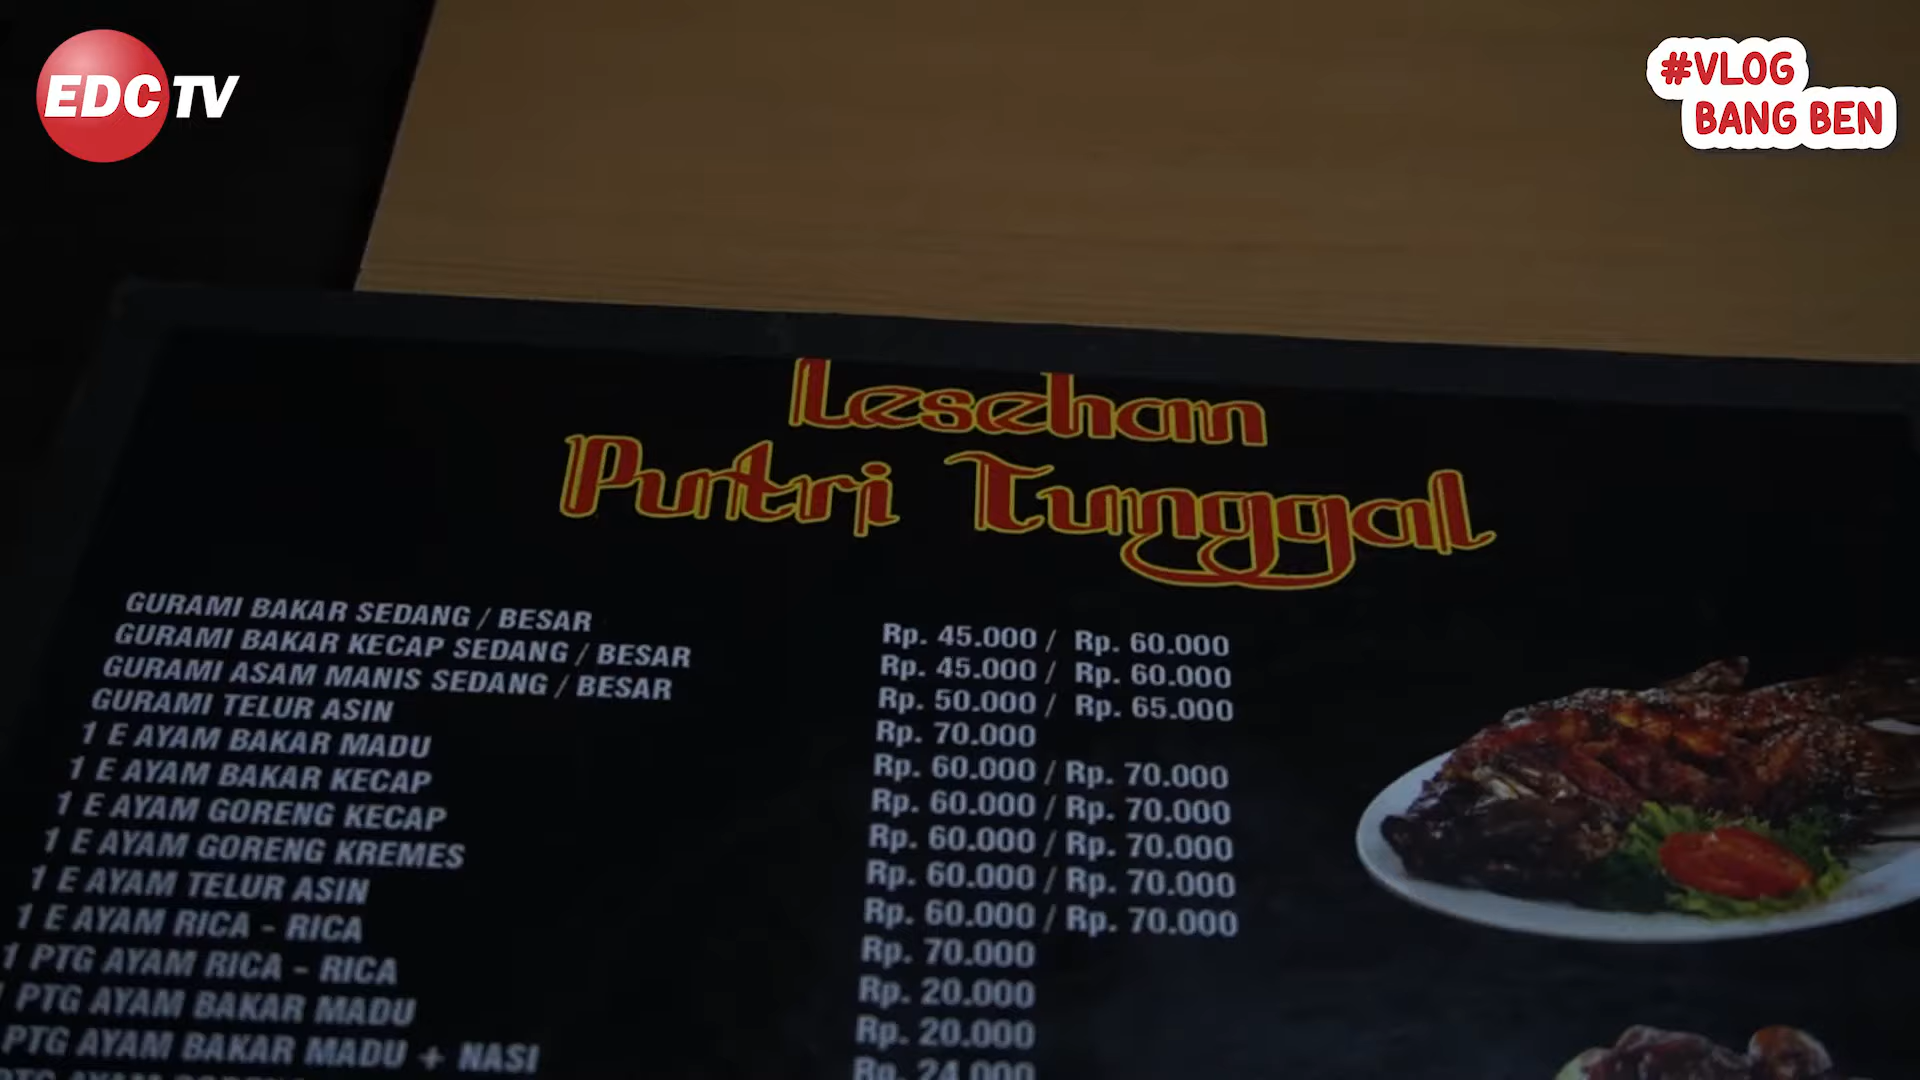 EDC TV
#VLOG
BANG BEN
Lesehan
Putri Tunggal
GURAMI BAKAR SEDANG / BESAR Rp. 45.000 / Rp. 60.000
GURAMI BAKAR KECAP SEDANG / BESAR Rp. 45.000 / Rp. 60.000
GURAMI ASAM MANIS SEDANG / BESAR Rp. 50.000 / Rp. 65.000
GURAMI TELUR ASIN Rp. 70.000
1 E AYAM BAKAR MADU Rp. 60.000 / Rp. 70.000
1 E AYAM BAKAR KECAP Rp. 60.000 / Rp. 70.000
1 E AYAM GORENG KECAP Rp. 60.000 / Rp. 70.000
1 E AYAM GORENG KREMES Rp. 60.000 / Rp. 70.000
1 E AYAM TELUR ASIN Rp. 60.000 / Rp. 70.000
1 E AYAM RICA - RICA Rp. 70.000
1 PTG AYAM RICA - RICA Rp. 20.000
PTG AYAM BAKAR MADU Rp. 20.000
PTG AYAM BAKAR MADU + NASI Rp. 24.000